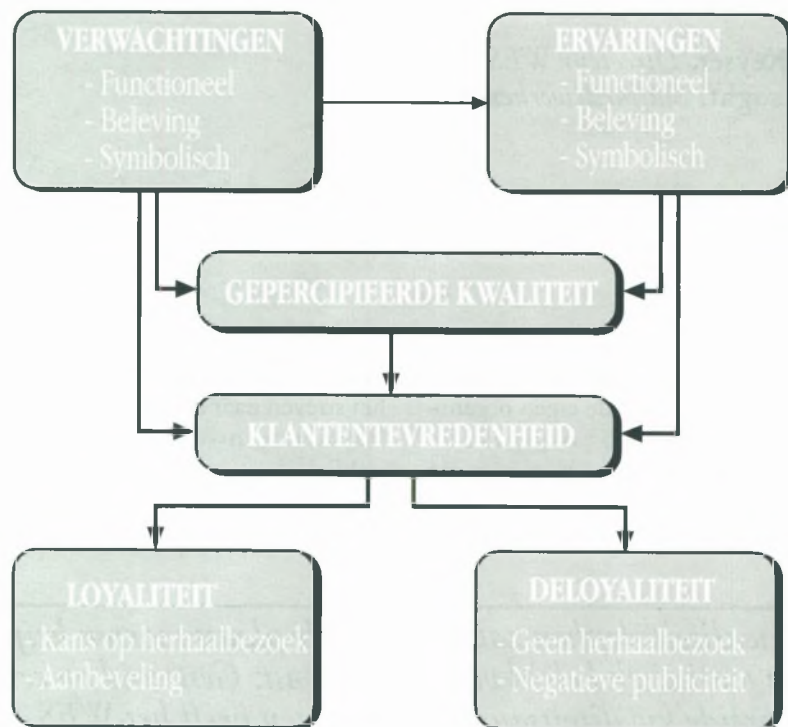 VERWACHTINGEN
- Functioneel
- Beleving
- Symbolisch
ERVARINGEN
- Functioneel
- Beleving
- Symbolisch
GEPERCIPIEERDE KWALITEIT
KLANTENTEVREDENHEID
LOYALITEIT
- Kans op herhaalbezoek
- Aanbeveling
DELOYALITEIT
- Geen herhaalbezoek
- Negatieve publiciteit